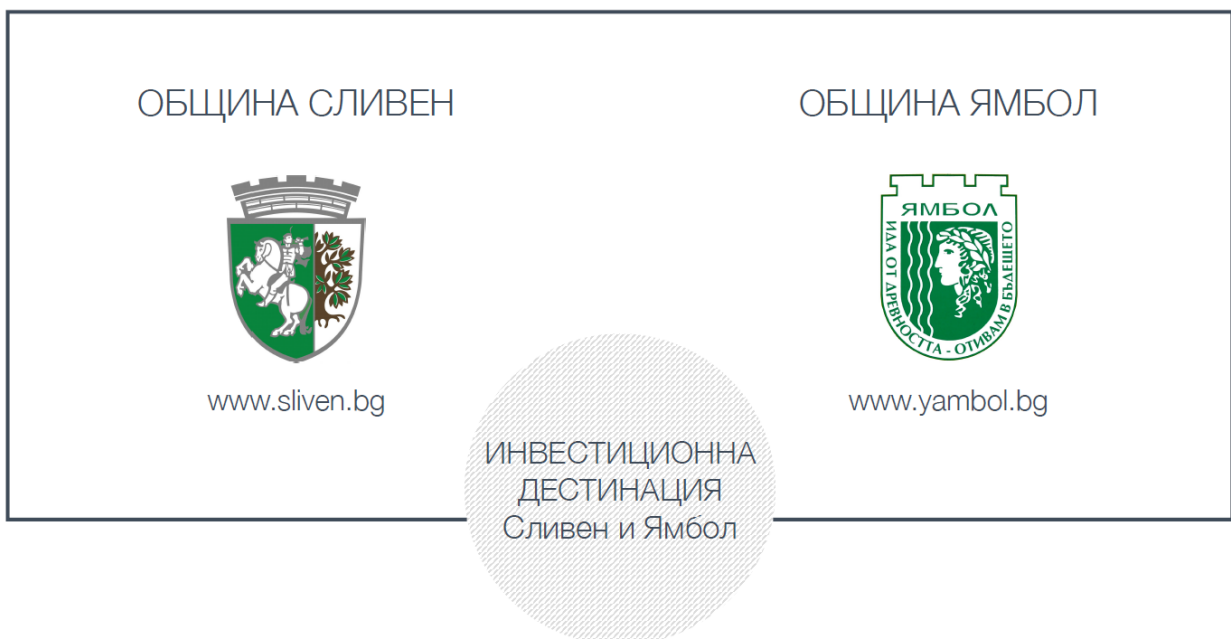 ОБЩИНА СЛИВЕН
ОБЩИНА ЯМБОЛ
ЯМБОЛ
ИДА ОТ ДРЕВНОСТТА - ОТИВАМ В БЪДЕЩЕТО
www.sliven.bg
www.yambol.bg
ИНВЕСТИЦИОННА
ДЕСТИНАЦИЯ
Сливен и Ямбол